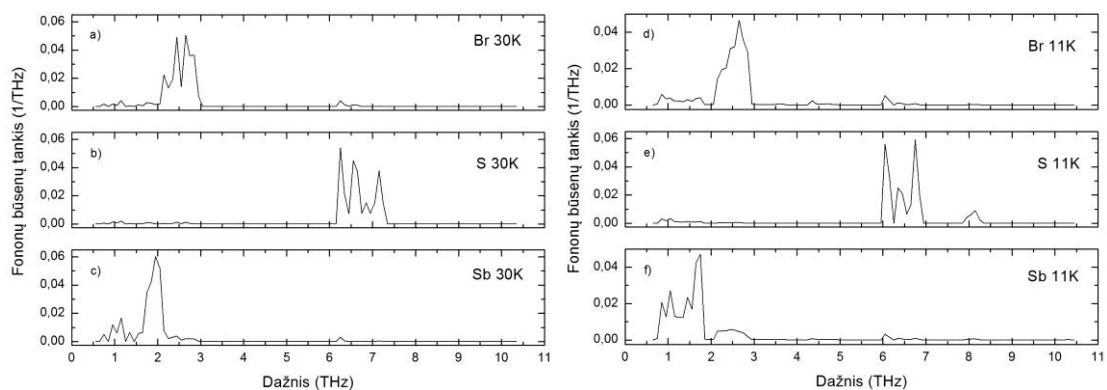 Fononų būsenų tankis (1/THz)
0,06
0,04
0,02
0,00
a)
Br 30K
0,06
0,04
0,02
0,00
b)
S 30K
0,06
0,04
0,02
0,00
c)
Sb 30K
0 1 2 3 4 5 6 7 8 9 10 11
Dažnis (THz)
Fononų būsenų tankis (1/THz)
0,04
0,02
0,00
d)
Br 11K
0,06
0,04
0,02
0,00
e)
S 11K
0,04
0,02
0,00
f)
Sb 11K
0 1 2 3 4 5 6 7 8 9 10 11
Dažnis (THz)